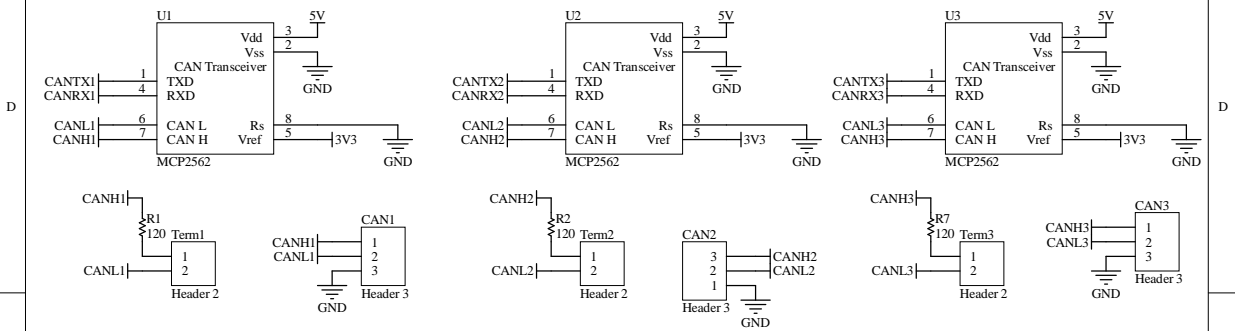 U1
5V
Vdd 3
Vss 2
CAN Transceiver
GND
CANTX1 1 TXD
CANRX1 4 RXD
CANL1 6 CAN L Rs 8
CANH1 7 CAN H Vref 5 3V3
GND
MCP2562
U2
5V
Vdd 3
Vss 2
CAN Transceiver
GND
CANTX2 1 TXD
CANRX2 4 RXD
CANL2 6 CAN L Rs 8
CANH2 7 CAN H Vref 5 3V3
GND
MCP2562
U3
5V
Vdd 3
Vss 2
CAN Transceiver
GND
CANTX3 1 TXD
CANRX3 4 RXD
CANL3 6 CAN L Rs 8
CANH3 7 CAN H Vref 5 3V3
GND
MCP2562
D
D
CANH1
R1
120
Term1
1
CANL1 2
Header 2
CAN1
CANH1 1
CANL1 2
3
GND
Header 3
CANH2
R2
120
Term2
1
CANL2 2
Header 2
CAN2
3 CANH2
2 CANL2
1
Header 3
GND
CANH3
R7
120
Term3
1
CANL3 2
Header 2
CAN3
CANH3 1
CANL3 2
3
GND
Header 3